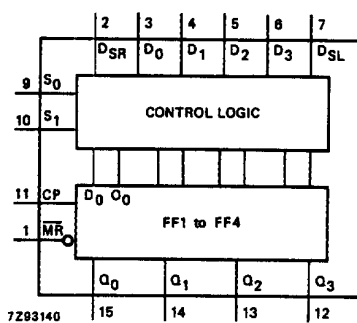 2 3 4 5 6 7
DSR D0 D1 D2 D3 DSL
9 S0
10 S1
CONTROL LOGIC
D0 O0
11 CP
FF1 to FF4
1 MR
Q0 Q1 Q2 Q3
7Z93140 15 14 13 12